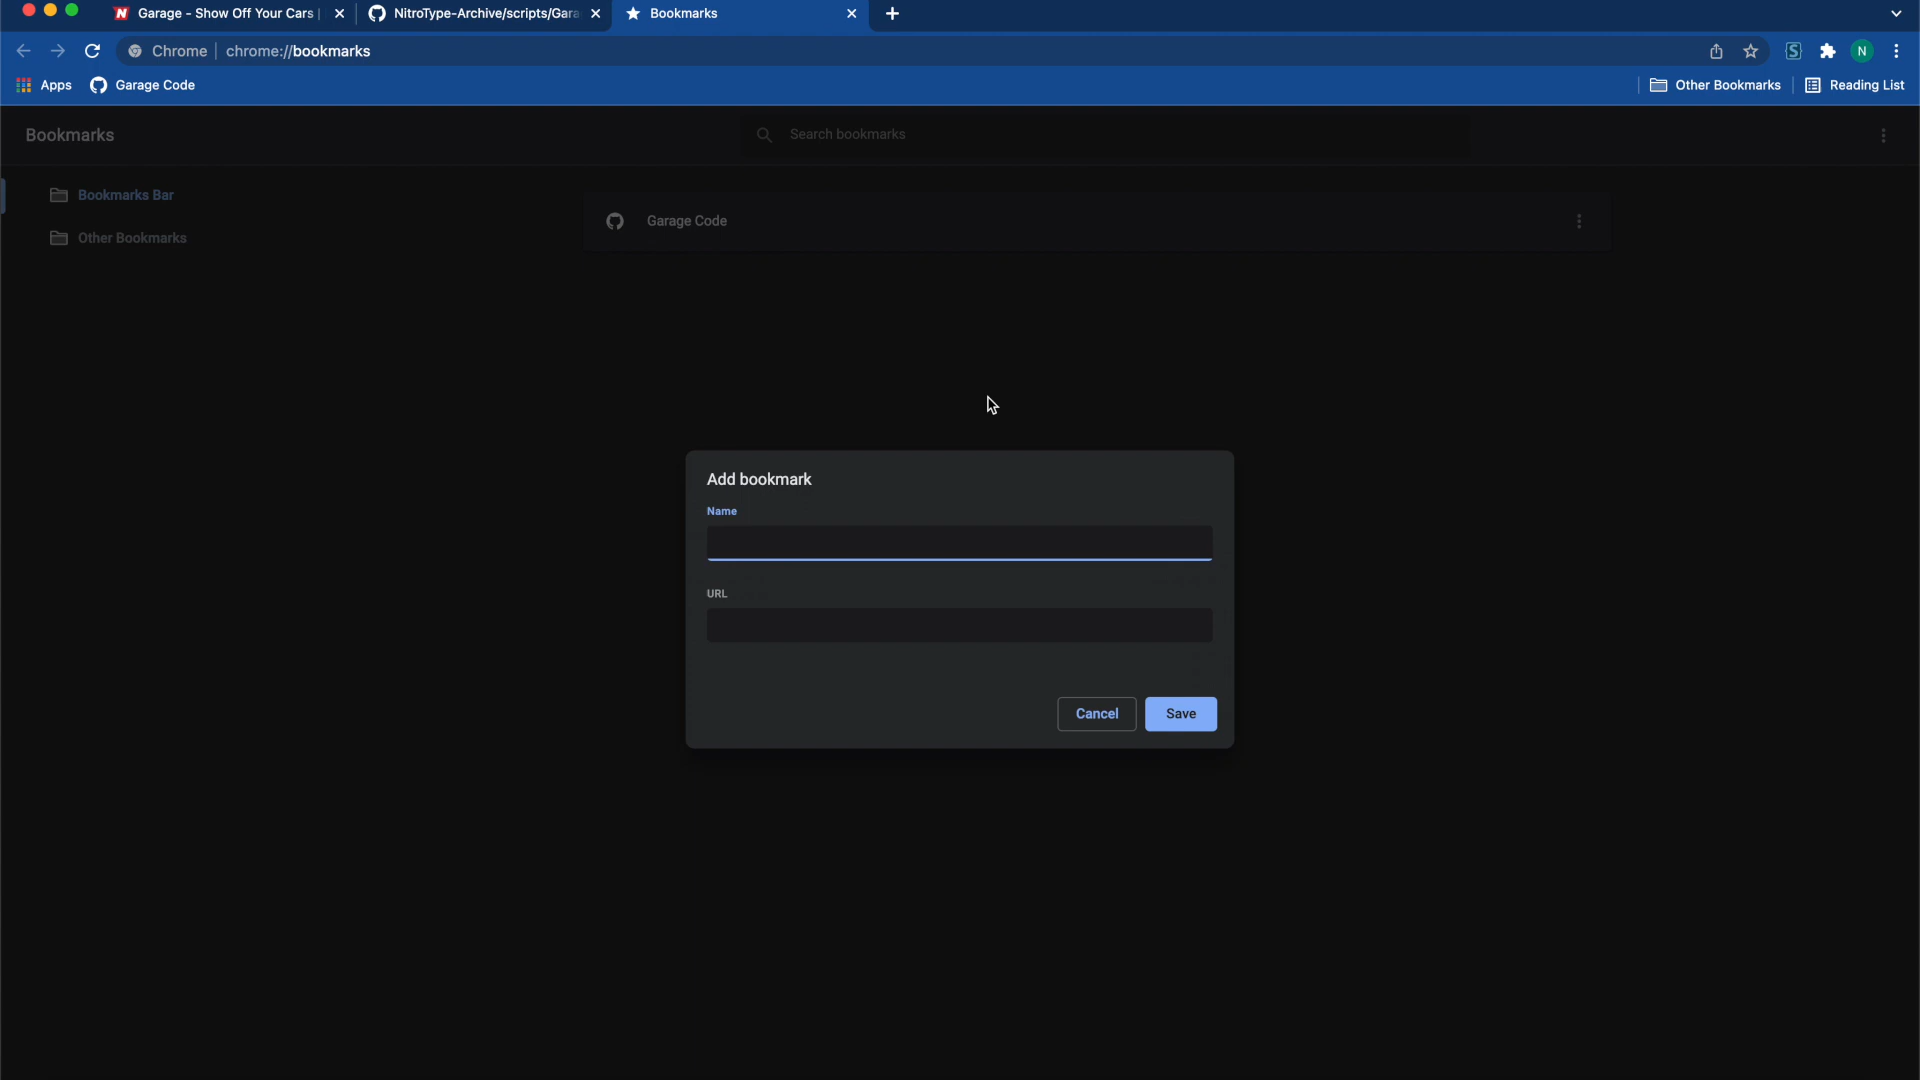 N Garage - Show Off Your Cars
NitroType-Archive/scripts/Gara
Bookmarks
Chrome
chrome://bookmarks
S
N
Apps
Garage Code
Other Bookmarks
Reading List
Bookmarks
Search bookmarks
Bookmarks Bar
Garage Code
Other Bookmarks
Add bookmark
Name
URL
Cancel
Save